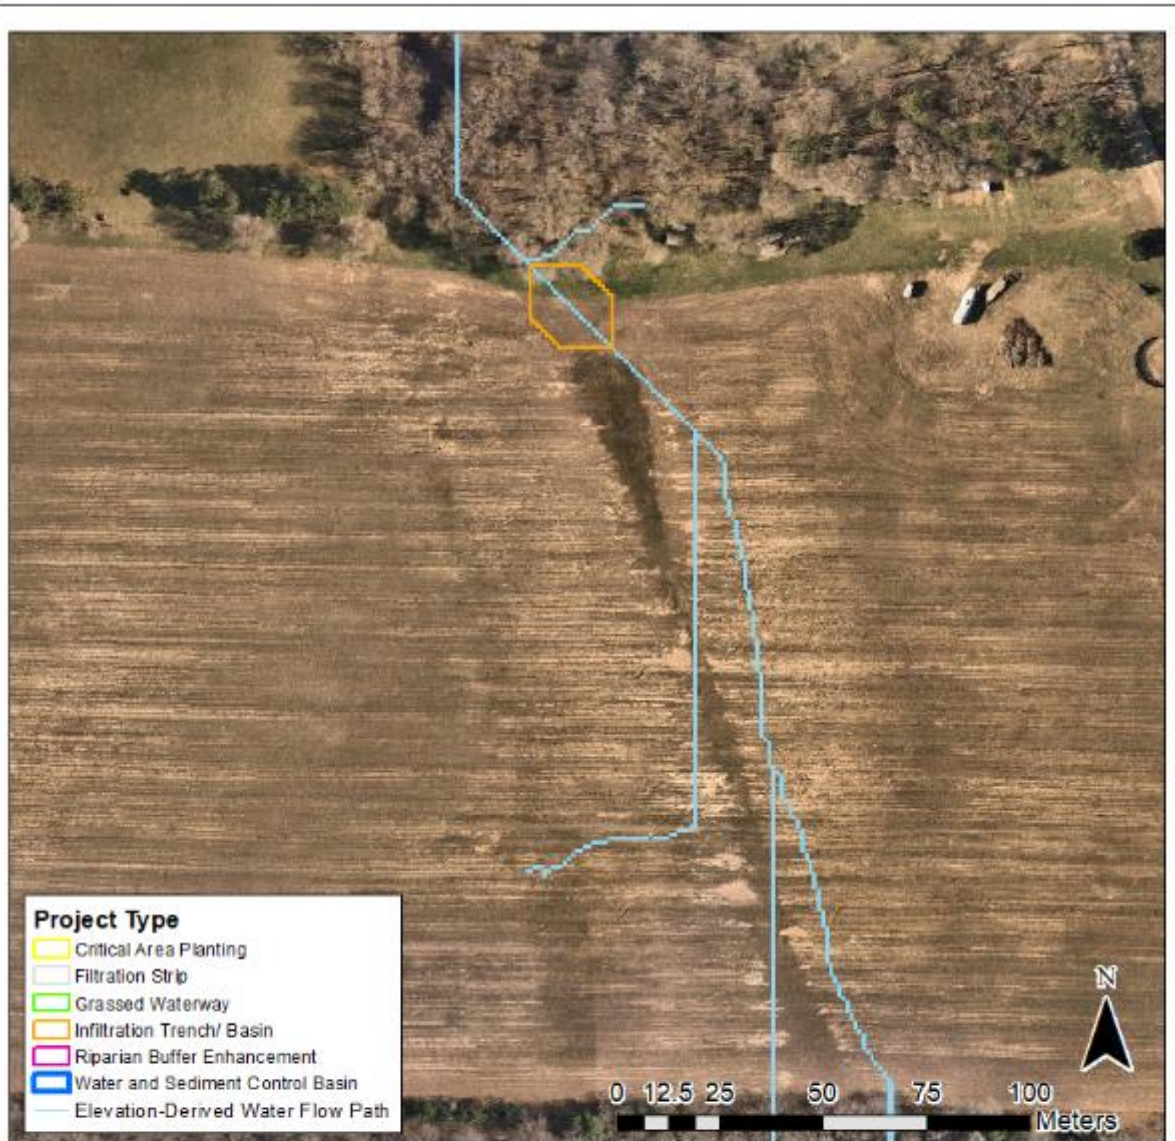 Project Type
Critical Area Planting
Filtration Strip
Grassed Waterway
Infiltration Trench/ Basin
Riparian Buffer Enhancement
Water and Sediment Control Basin
Elevation-Derived Water Flow Path
N
0 12.5 25 50 75 100
Meters